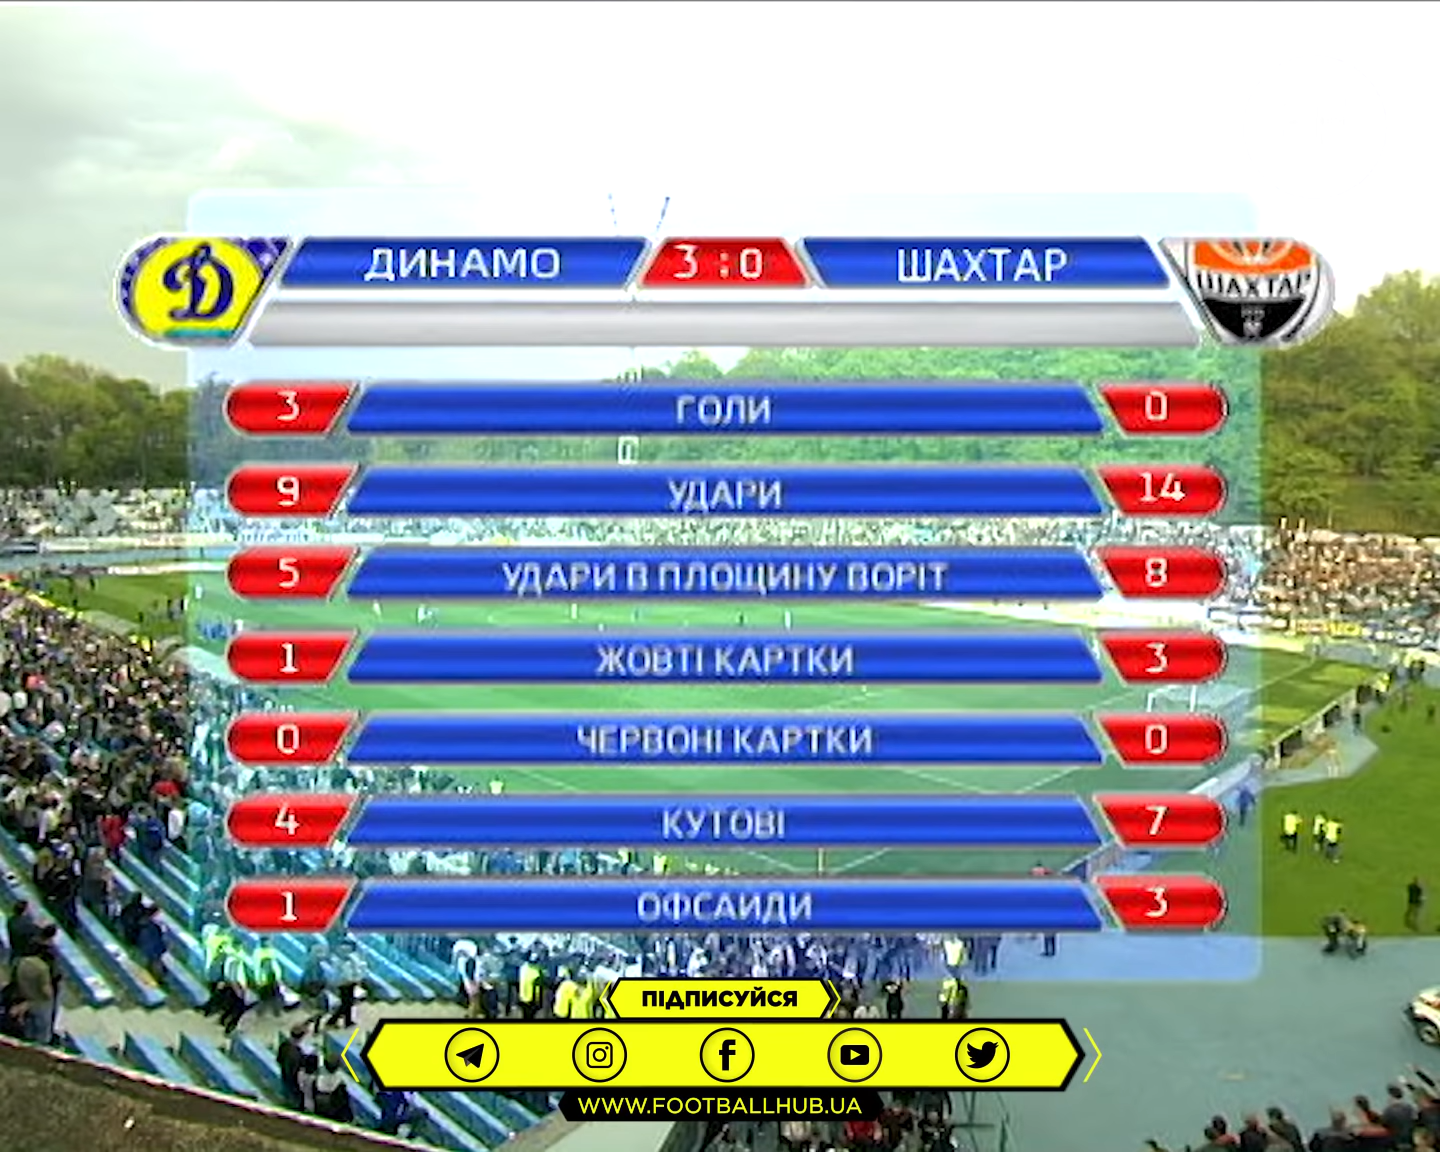 ДИНАМО 3 : 0 ШАХТАР
ШАХТАР
3 ГОЛИ 0
9 УДАРИ 14
5 УДАРИ В ПЛОЩИНУ ВОРІТ 8
1 ЖОВТІ КАРТКИ 3
0 ЧЕРВОНІ КАРТКИ 0
4 КУТОВІ 7
1 ОФСАЙДИ 3
ПІДПИСУЙСЯ
WWW.FOOTBALLHUB.UA